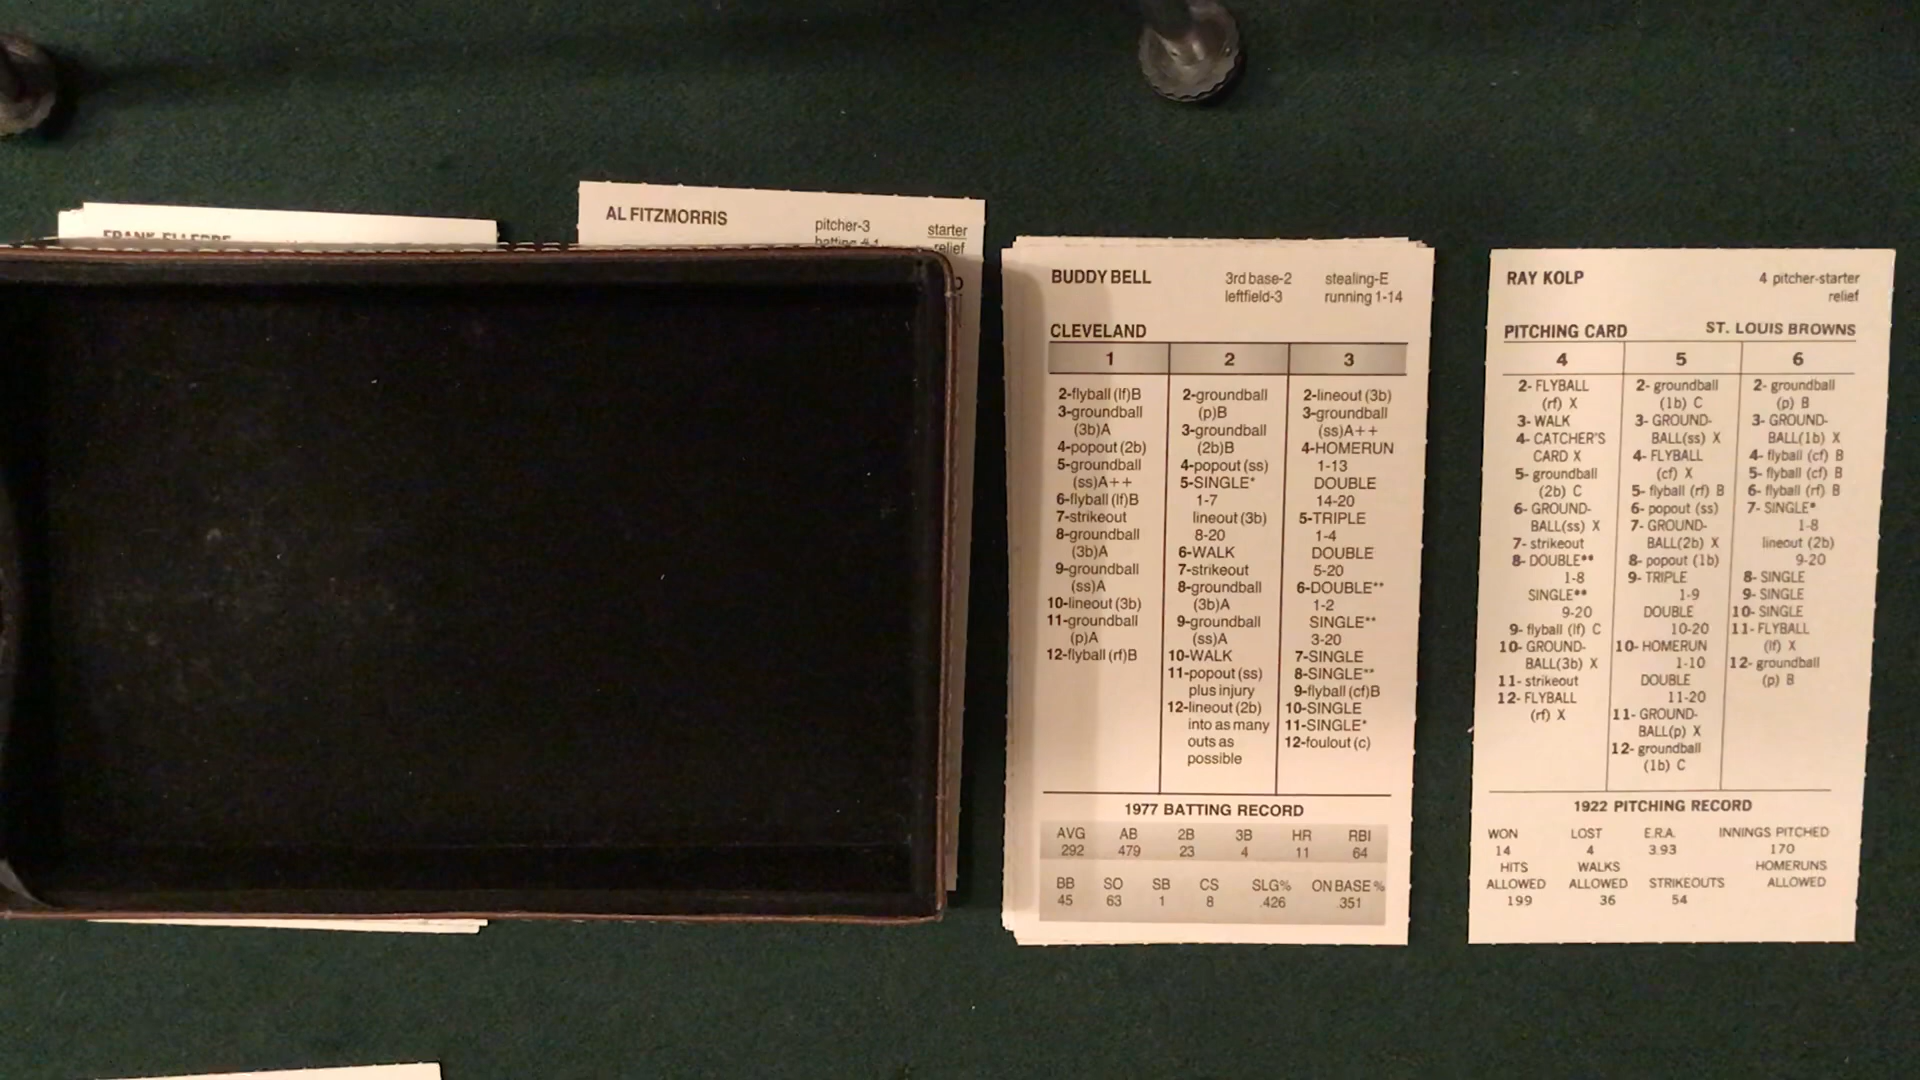 AL FITZMORRIS
pitcher-3 starter
batting #1 relief
BUDDY BELL 3rd base-2 stealing-E
leftfield-3 running 1-14
CLEVELAND
1 2 3
2-flyball (lf)B
3-groundball
(3b)A
4-popout (2b)
5-groundball
(ss)A++
6-flyball (lf)B
7-strikeout
8-groundball
(3b)A
9-groundball
(ss)A
10-lineout (3b)
11-groundball
(p)A
12-flyball (rf)B
2-groundball
(p)B
3-groundball
(2b)B
4-popout (ss)
5-SINGLE*
1-7
lineout (3b)
8-20
6-WALK
7-strikeout
8-groundball
(3b)A
9-groundball
(ss)A
10-WALK
11-popout (ss)
plus injury
12-lineout (2b)
into as many
outs as
possible
2-lineout (3b)
3-groundball
(ss)A++
4-HOMERUN
1-13
DOUBLE
14-20
5-TRIPLE
1-4
DOUBLE
5-20
6-DOUBLE**
1-2
SINGLE**
3-20
7-SINGLE
8-SINGLE**
9-flyball (cf)B
10-SINGLE
11-SINGLE*
12-foulout (c)
1977 BATTING RECORD
AVG AB 2B 3B HR RBI
292 479 23 4 11 64
BB SO SB CS SLG% ON BASE %
45 63 1 8 .426 .351
RAY KOLP 4 pitcher-starter
relief
PITCHING CARD ST. LOUIS BROWNS
4 5 6
2- FLYBALL
(rf) X
3- WALK
4- CATCHER'S
CARD X
5- groundball
(2b) C
6- GROUND-
BALL(ss) X
7- strikeout
8- DOUBLE**
1-8
SINGLE**
9-20
9- flyball (lf) C
10- GROUND-
BALL(3b) X
11- strikeout
12- FLYBALL
(rf) X
2- groundball
(1b) C
3- GROUND-
BALL(ss) X
4- FLYBALL
(cf) X
5- flyball (rf) B
6- popout (ss)
7- GROUND-
BALL(2b) X
8- popout (1b)
9- TRIPLE
1-9
DOUBLE
10-20
10- HOMERUN
1-10
DOUBLE
11-20
11- GROUND-
BALL(p) X
12- groundball
(1b) C
2- groundball
(p) B
3- GROUND-
BALL(1b) X
4- flyball (cf) B
5- flyball (cf) B
6- flyball (rf) B
7- SINGLE*
1-8
lineout (2b)
9-20
8- SINGLE
9- SINGLE
10- SINGLE
11- FLYBALL
(lf) X
12- groundball
(p) B
1922 PITCHING RECORD
WON LOST E.R.A. INNINGS PITCHED
14 4 3.93 170
HITS WALKS HOMERUNS
ALLOWED ALLOWED STRIKEOUTS ALLOWED
199 36 54